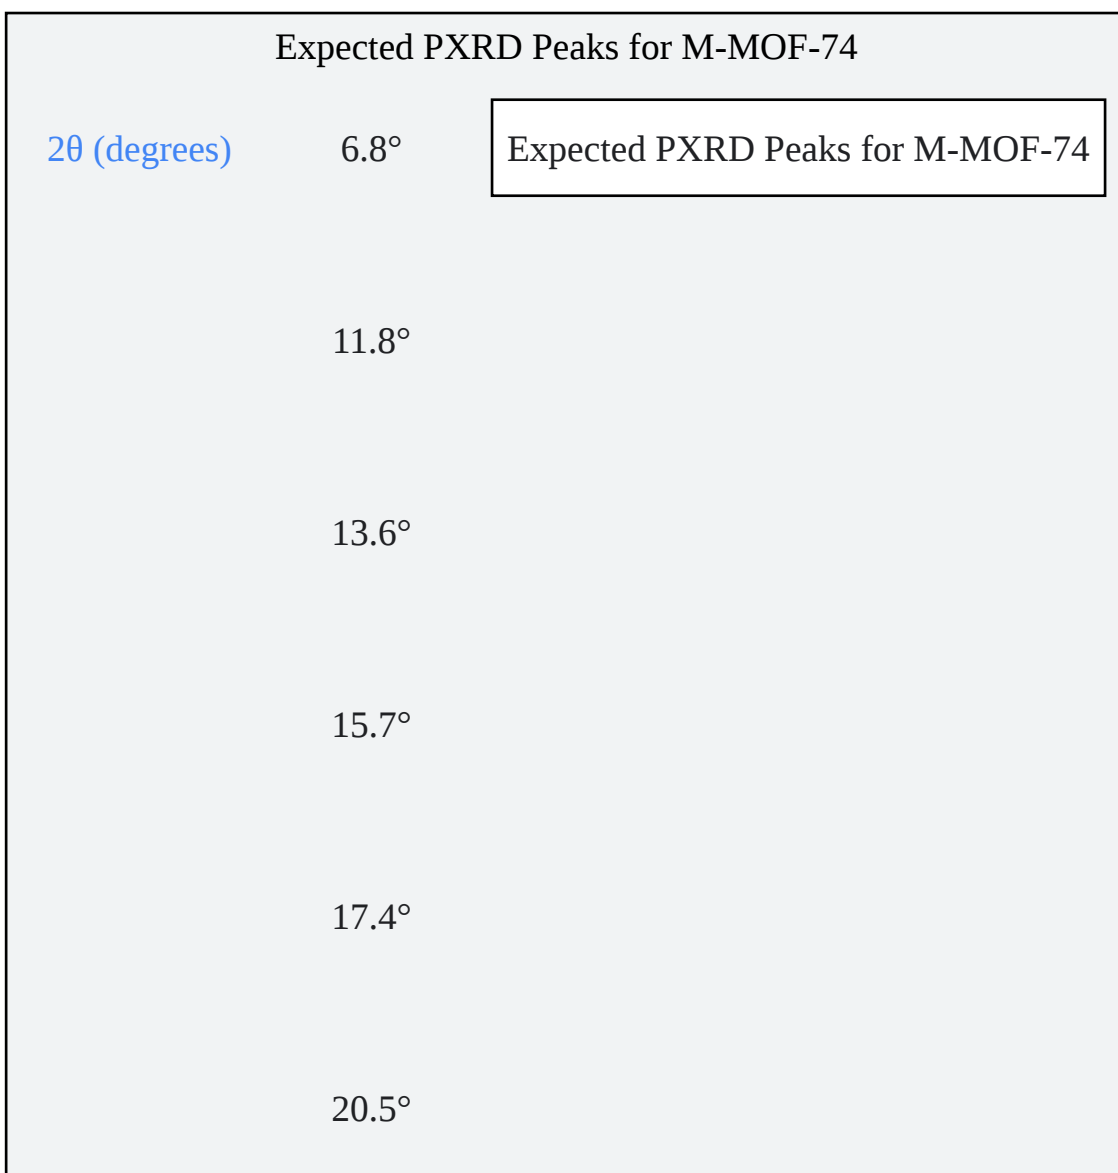 Expected PXRD Peaks for M-MOF-74
2θ (degrees) 6.8° Expected PXRD Peaks for M-MOF-74
11.8°
13.6°
15.7°
17.4°
20.5°